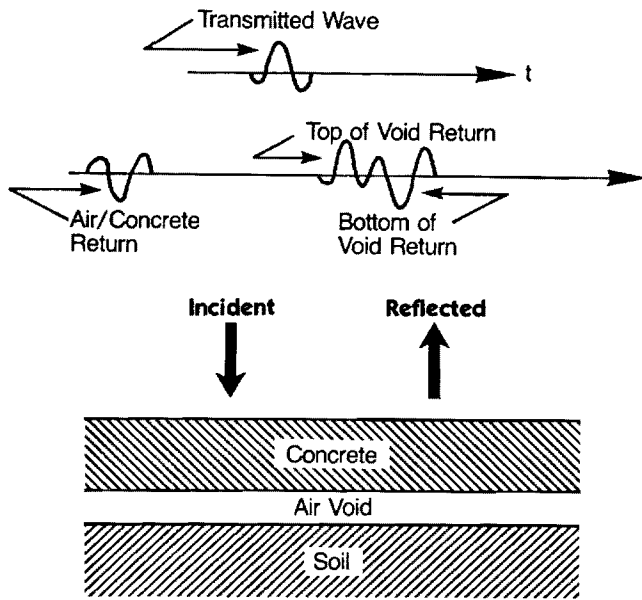 Transmitted Wave
t
Top of Void Return
Air/Concrete
Return
Bottom of
Void Return
Incident
Reflected
Concrete
Air Void
Soil